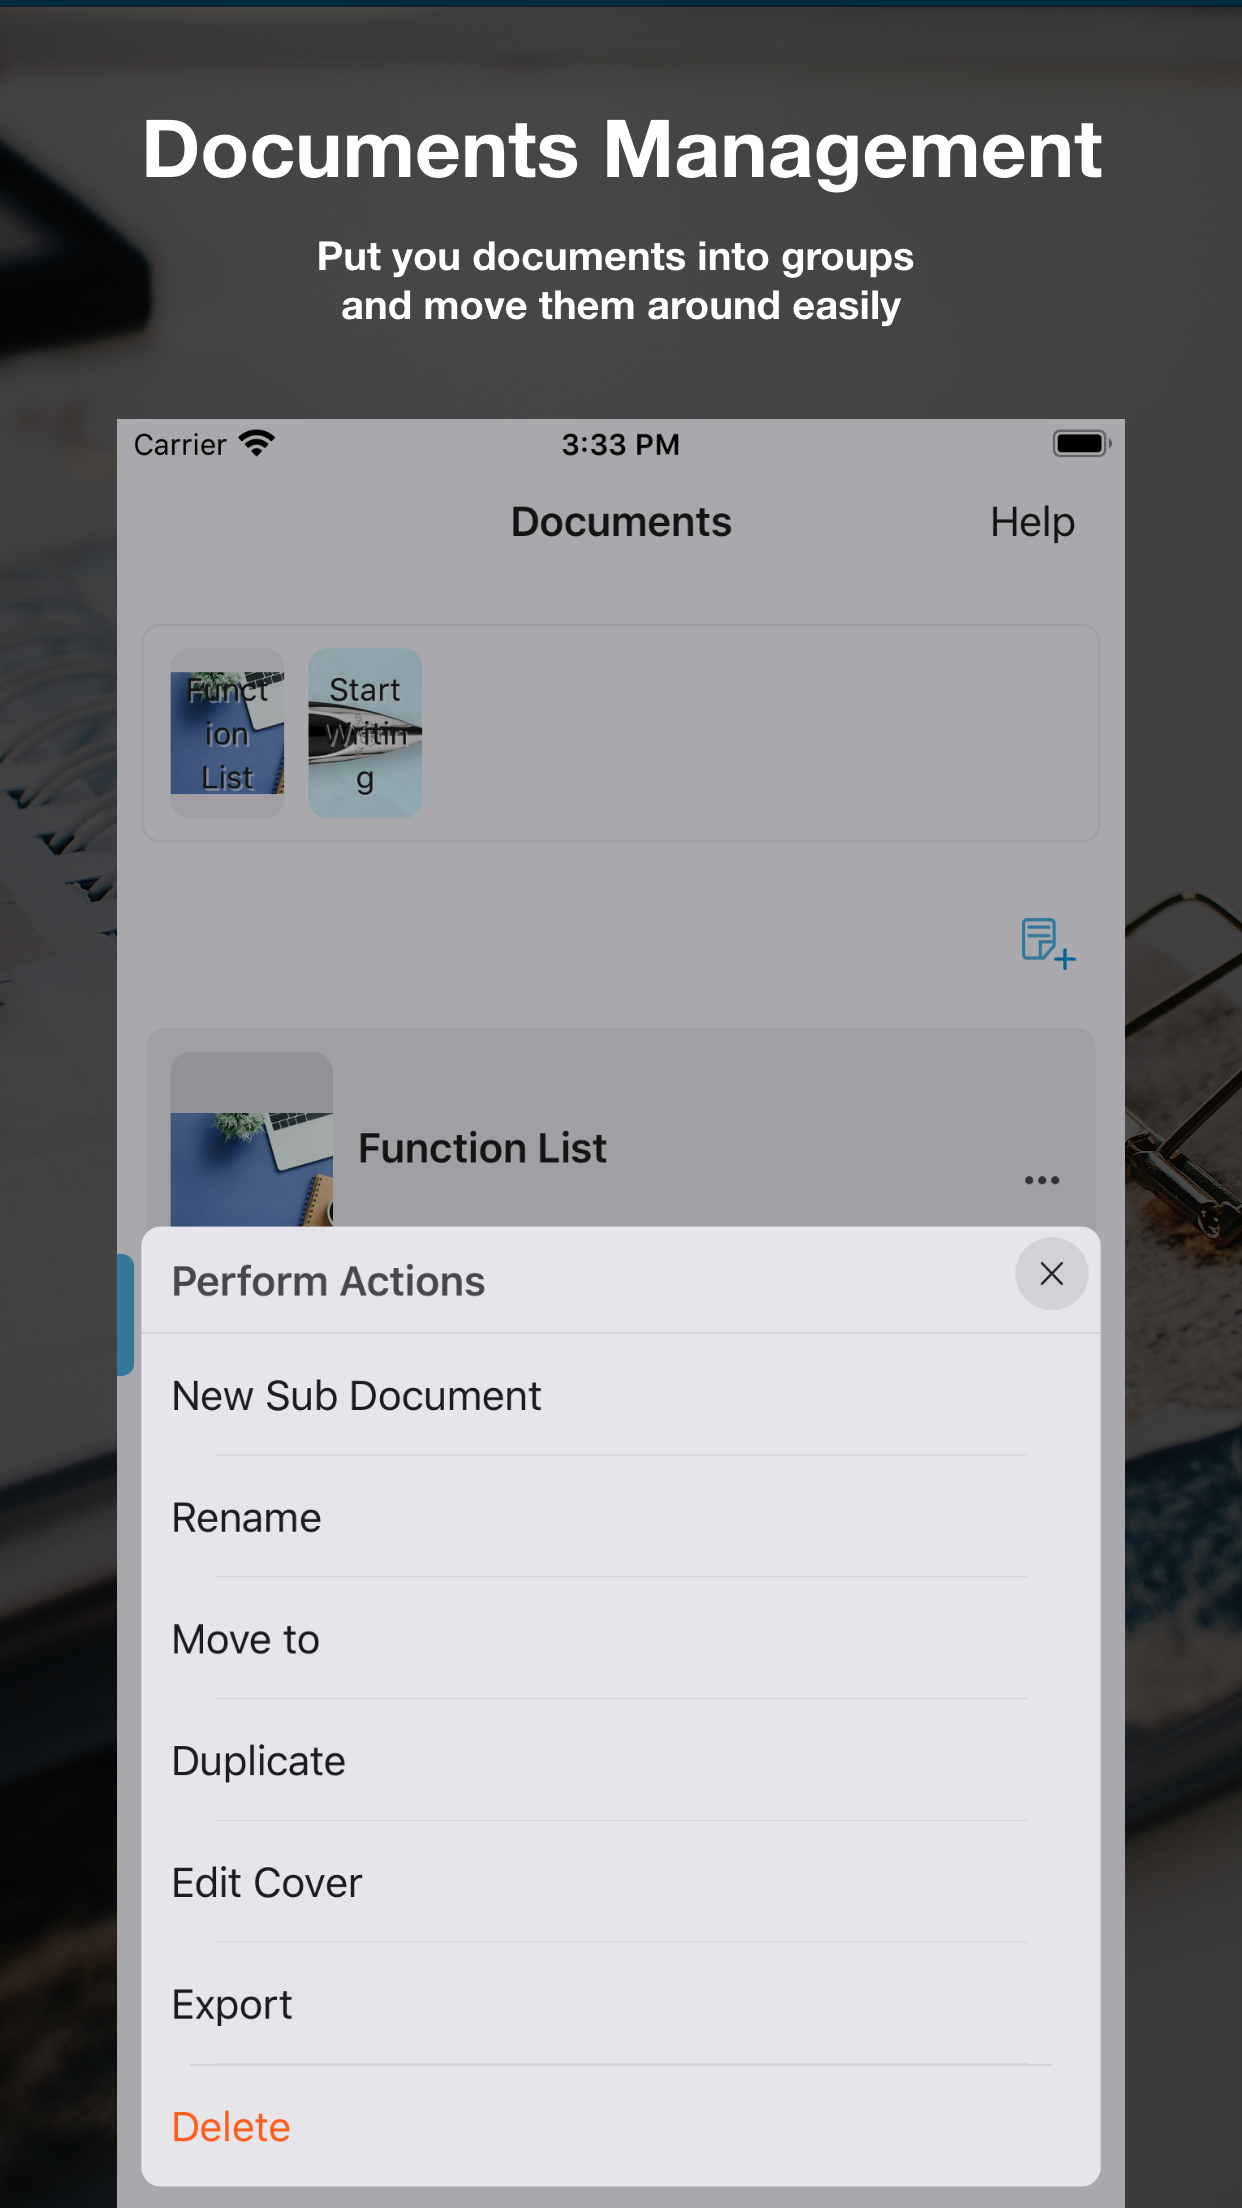 Documents Management
Put you documents into groups
and move them around easily
Carrier
3:33 PM
Documents
Help
Funct
ion
List
Start
Writin
g
Function List
Perform Actions
New Sub Document
Rename
Move to
Duplicate
Edit Cover
Export
Delete